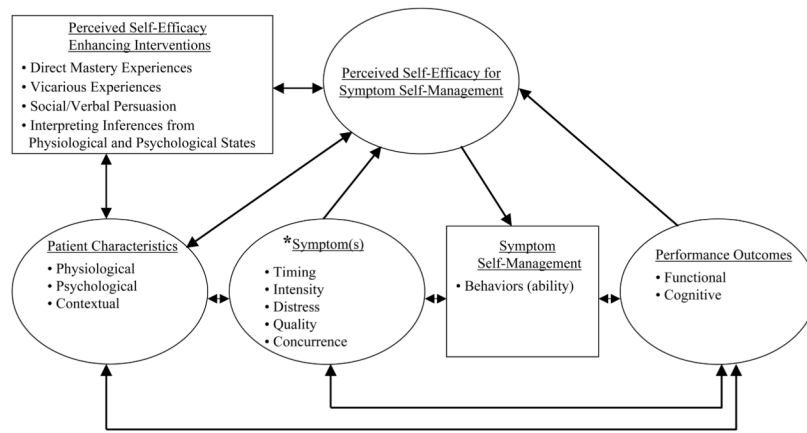 Perceived Self-Efficacy
Enhancing Interventions
• Direct Mastery Experiences
• Vicarious Experiences
• Social/Verbal Persuasion
• Interpreting Inferences from
Physiological and Psychological States
Perceived Self-Efficacy for
Symptom Self-Management
Patient Characteristics
• Physiological
• Psychological
• Contextual
*Symptom(s)
• Timing
• Intensity
• Distress
• Quality
• Concurrence
Symptom
Self-Management
• Behaviors (ability)
Performance Outcomes
• Functional
• Cognitive